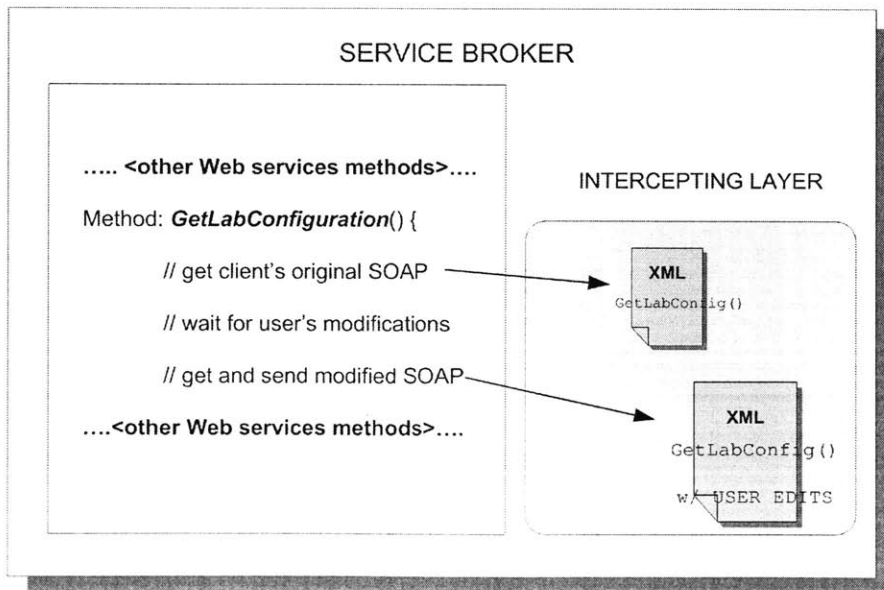 SERVICE BROKER
….. <other Web services methods>….
Method: GetLabConfiguration() {
// get client's original SOAP
// wait for user's modifications
// get and send modified SOAP
….<other Web services methods>….
INTERCEPTING LAYER
XML
GetLabConfig()
XML
GetLabConfig()
w/ USER EDITS